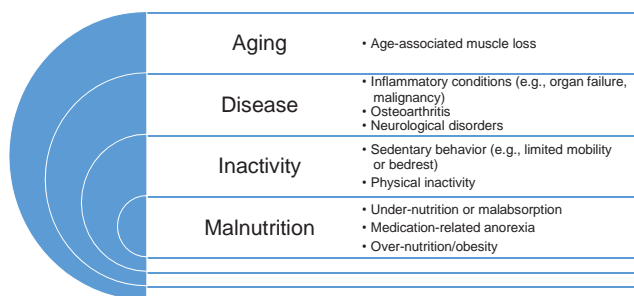 Aging
• Age-associated muscle loss
Disease
• Inflammatory conditions (e.g., organ failure,
malignancy)
• Osteoarthritis
• Neurological disorders
Inactivity
• Sedentary behavior (e.g., limited mobility
or bedrest)
• Physical inactivity
Malnutrition
• Under-nutrition or malabsorption
• Medication-related anorexia
• Over-nutrition/obesity